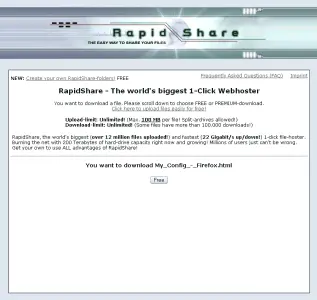 Rapid Share
THE EASY WAY TO SHARE YOUR FILES
NEW: Create your own RapidShare-folders! FREE
Frequently Asked Questions (FAQ) Imprint
RapidShare - The world's biggest 1-Click Webhoster
You want to download a file. Please scroll down to choose FREE or PREMIUM-download.
Click here to upload files apply for free!
Upload-limit: Unlimited! (Max. 100 MB per file! Split archives allowed!)
Download-limit: Unlimited! (Some files have more than 100.000 downloads!)
RapidShare, the world's biggest (over 12 million files uploaded!) and fastest (22 Gigabit/s up/down!) 1-click file-hoster.
Burning the net with 200 Terabytes of hard-drive capacity right now and growing! Millions of users just can't be wrong.
Get your own to use ALL advantages of RapidShare!
You want to download My_Config_-_Firefox.html
Free